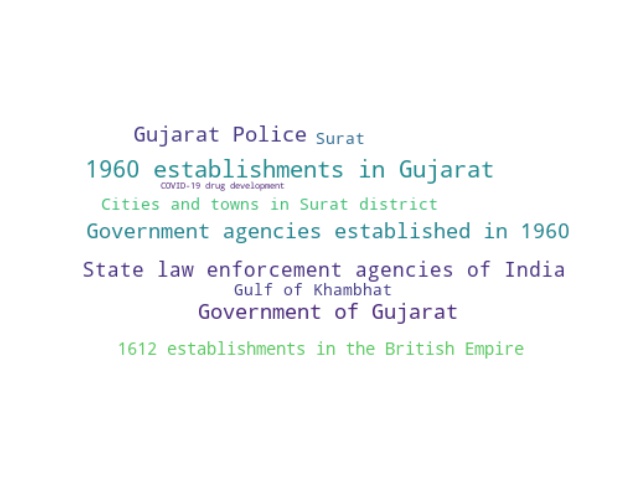 Gujarat Police Surat
1960 establishments in Gujarat
COVID-19 drug development
Cities and towns in Surat district
Government agencies established in 1960
State law enforcement agencies of India
Gulf of Khambhat
Government of Gujarat
1612 establishments in the British Empire